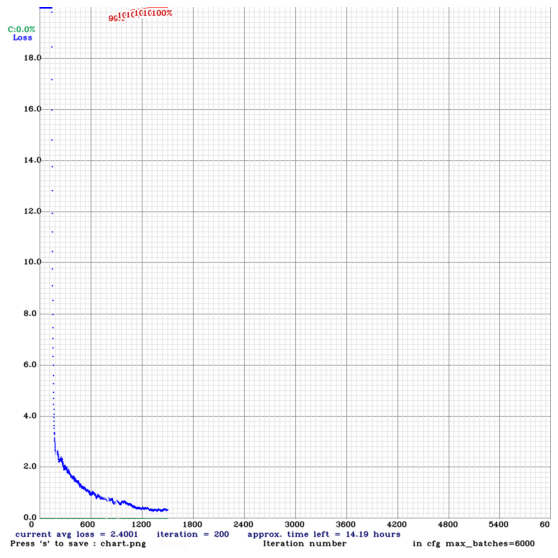 C:0.0%
Loss
18.0
16.0
14.0
12.0
10.0
8.0
6.0
4.0
2.0
0.0
0 600 1200 1800 2400 3000 3600 4200 4800 5400 60
current avg loss = 2.4001 iteration = 200 approx. time left = 14.19 hours
Press 's' to save : chart.png Iteration number in cfg max_batches=6000